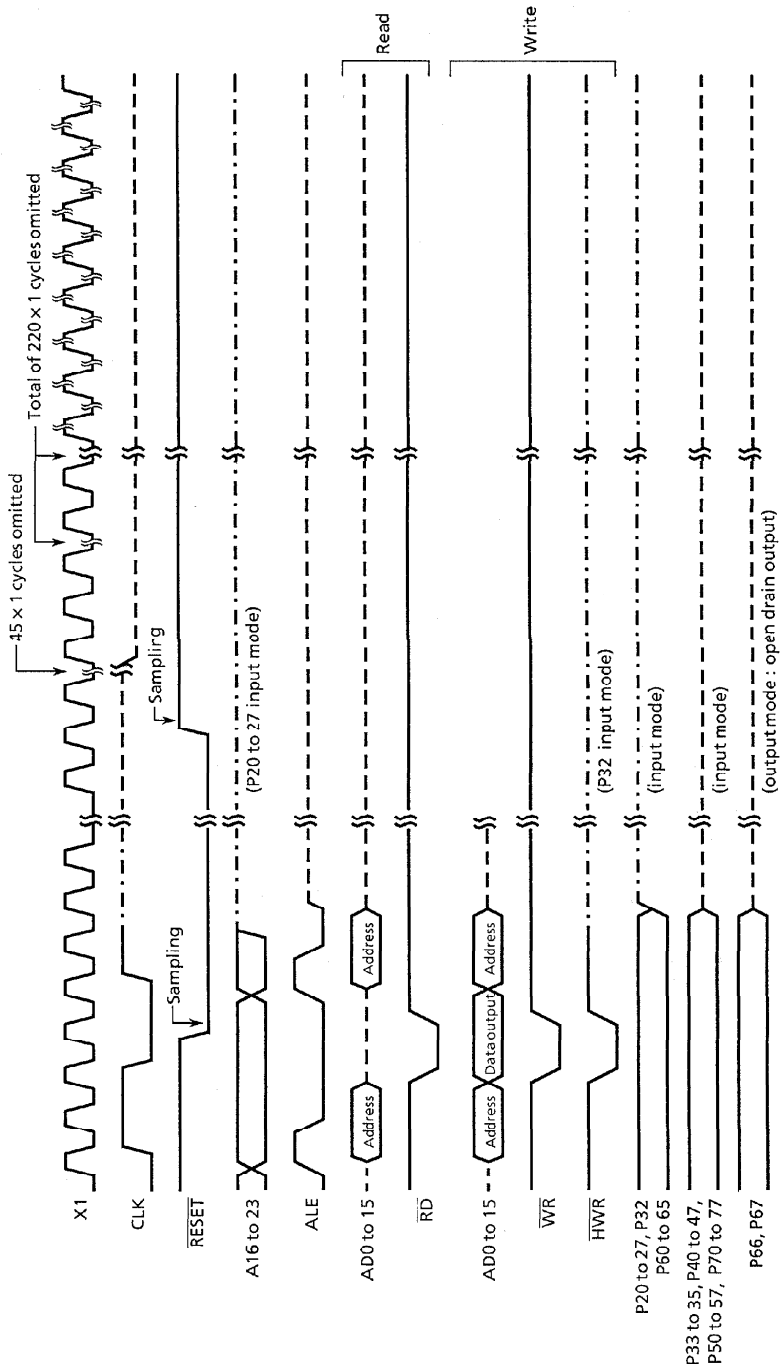 45 x 1 cycles omitted
Total of 220 x 1 cycles omitted
X1
CLK
Sampling
Sampling
RESET
A16 to 23
(P20 to 27 input mode)
ALE
AD0 to 15
Address
Address
Read
RD
AD0 to 15
Address
Data output
Address
WR
Write
HWR
(P32 input mode)
P20 to 27, P32
P60 to 65
(input mode)
P33 to 35, P40 to 47,
P50 to 57, P70 to 77
(input mode)
P66, P67
(output mode : open drain output)